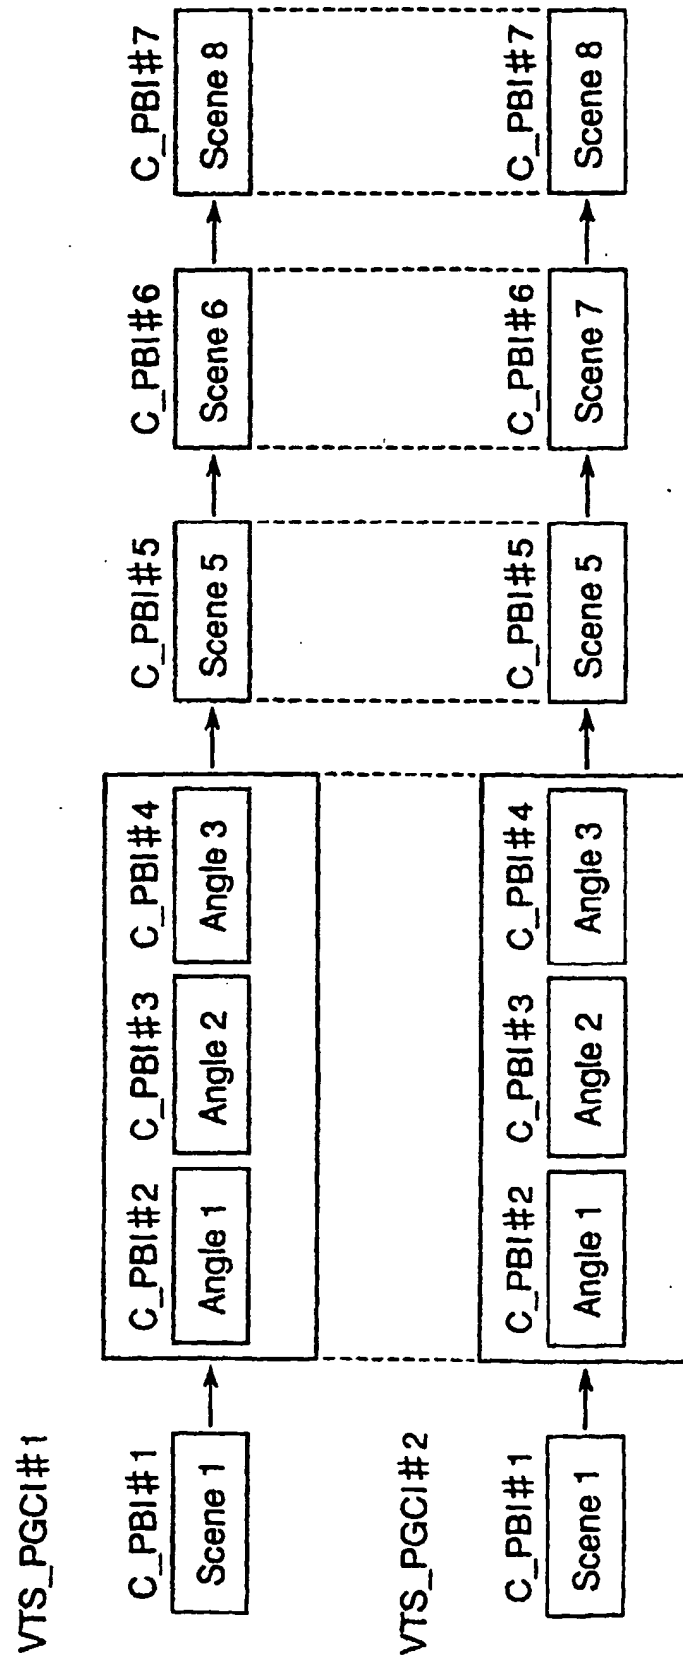 VTS_PGCI#1
C_PBI#1
C_PBI#2
C_PBI#3
C_PBI#4
C_PBI#5
C_PBI#6
C_PBI#7
Scene 1
Angle 1
Angle 2
Angle 3
Scene 5
Scene 6
Scene 8
VTS_PGCI#2
C_PBI#1
C_PBI#2
C_PBI#3
C_PBI#4
C_PBI#5
C_PBI#6
C_PBI#7
Scene 1
Angle 1
Angle 2
Angle 3
Scene 5
Scene 7
Scene 8